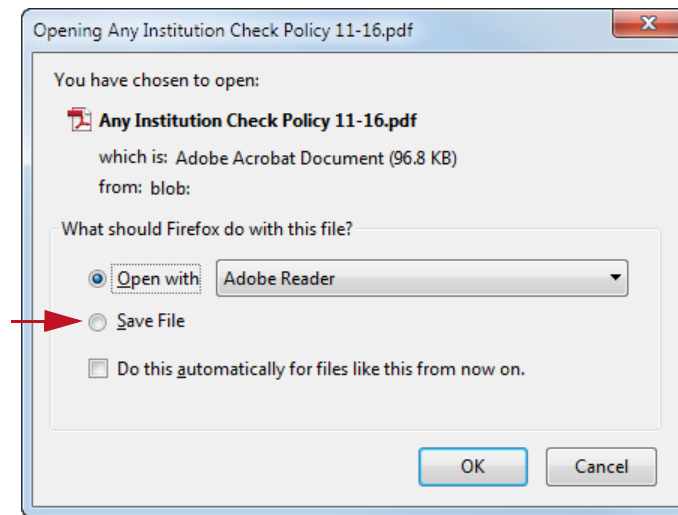 Opening Any Institution Check Policy 11-16.pdf
You have chosen to open:
Any Institution Check Policy 11-16.pdf
which is: Adobe Acrobat Document (96.8 KB)
from: blob:
What should Firefox do with this file?
Open with Adobe Reader
Save File
Do this automatically for files like this from now on.
OK Cancel